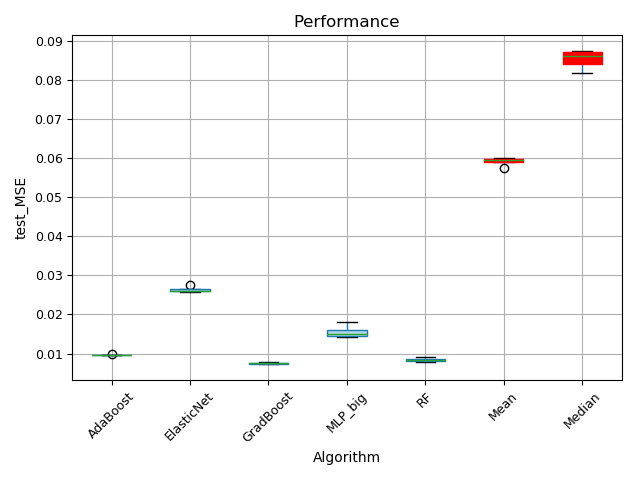 Performance
0.09
0.08
0.07
0.06
0.05
0.04
0.03
0.02
0.01
test_MSE
AdaBoost
ElasticNet
GradBoost
MLP_big
RF
Mean
Median
Algorithm